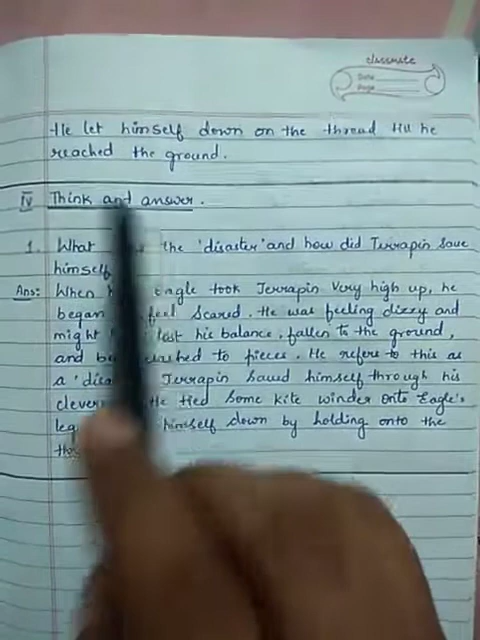 classmate
Date
Page
He let himself down on the thread till he
reached the ground.
IV Think and answer.
1. What the 'disaster' and how did Terrapin save
himself
Ans: When eagle took Terrapin very high up, he
began feel scared. He was feeling dizzy and
might lost his balance, fallen to the ground,
and to pieces. He refers to this as
a Terrapin saved himself through his
He tied some kite winder onto Eagle's
leg himself down by holding onto the